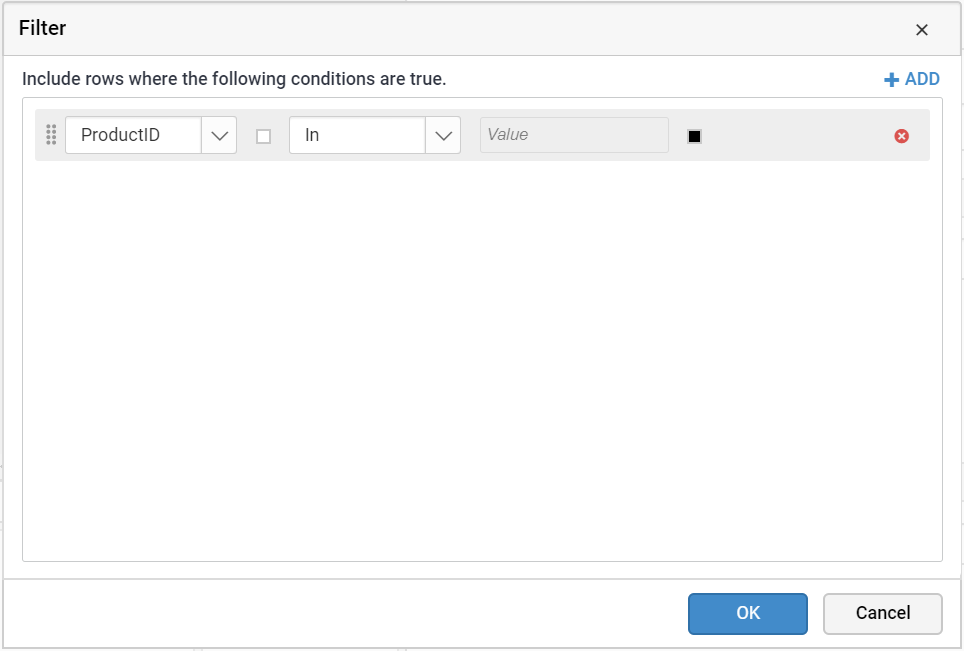 Filter
Include rows where the following conditions are true.
ADD
ProductID
In
Value
OK
Cancel